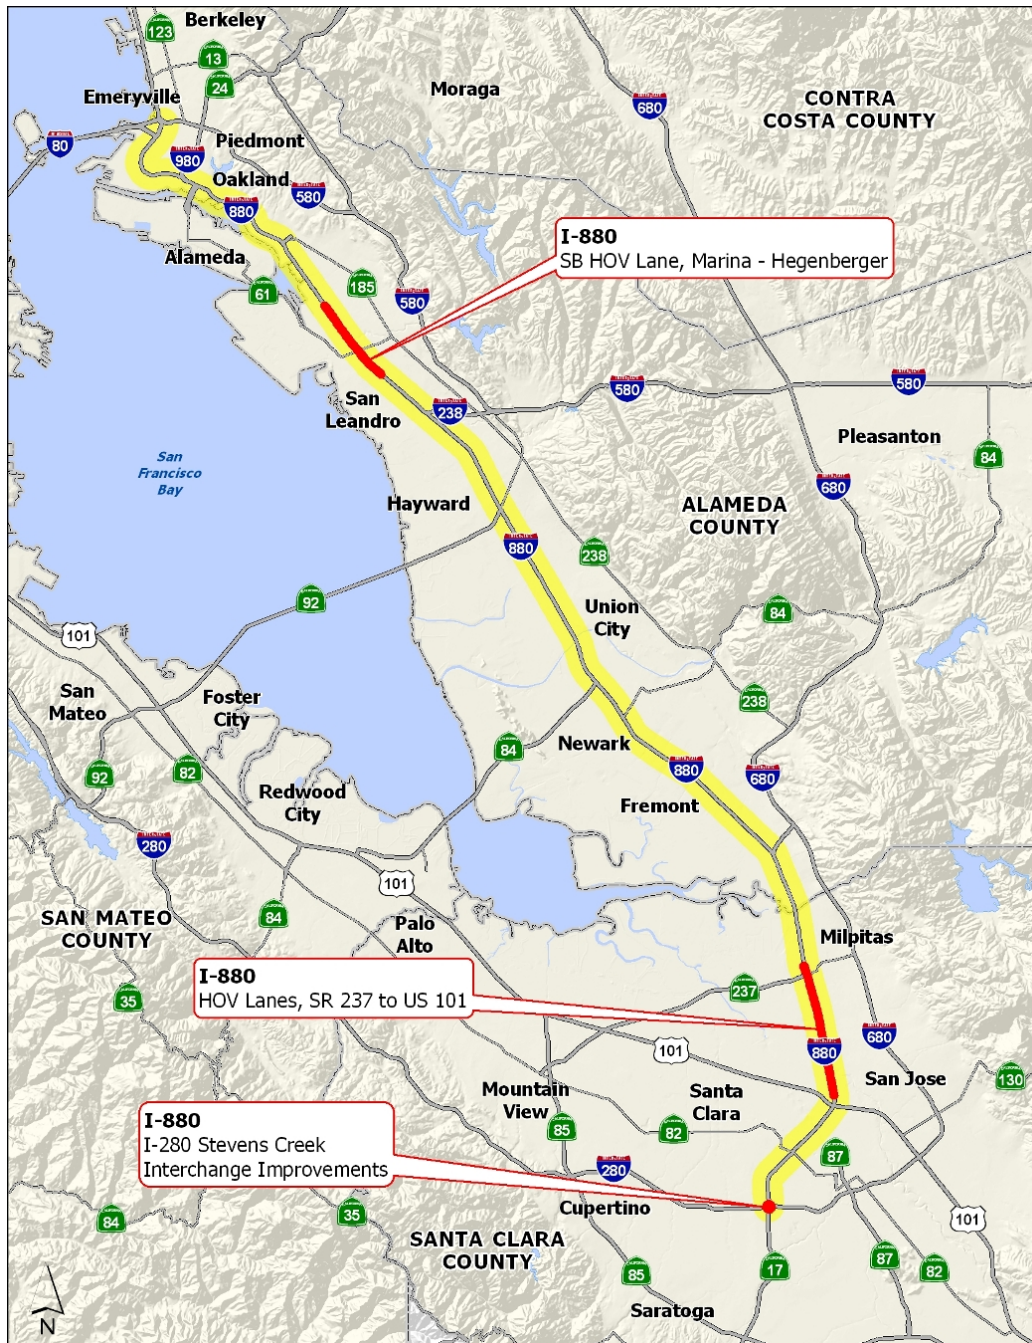 Berkeley
123
13
24
Emeryville
Moraga
680
CONTRA
COSTA COUNTY
80
Piedmont
980
Oakland
580
880
I-880
SB HOV Lane, Marina - Hegenberger
Alameda
61
185
580
San
Leandro
238
580
580
Pleasanton
84
San
Francisco
Bay
680
Hayward
ALAMEDA
COUNTY
880
238
92
Union
City
84
101
San
Mateo
Foster
City
238
Newark
84
92
82
880
680
Redwood
City
Fremont
280
101
SAN MATEO
COUNTY
84
Palo
Alto
Milpitas
I-880
HOV Lanes, SR 237 to US 101
35
237
680
101
880
San Jose
130
Mountain
View
Santa
Clara
I-880
I-280 Stevens Creek
Interchange Improvements
85
82
87
280
Cupertino
84
35
101
SANTA CLARA
COUNTY
85
17
87
82
Saratoga
N